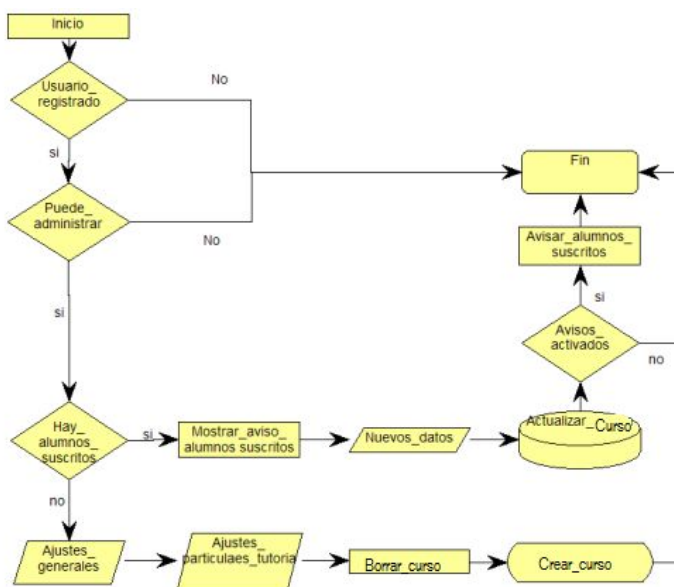 Inicio
Usuario_
registrado
No
si
Fin
Puede_
administrar
No
Avisar_alumnos_
suscritos
si
si
Avisos_
activados
no
Hay_
alumnos_
suscritos
si
Mostrar_aviso_
alumnos suscritos
Nuevos_datos
Actualizar_Curso
no
Ajustes_
generales
Ajustes_
particulaes_tutoria
Borrar_curso
Crear_curso